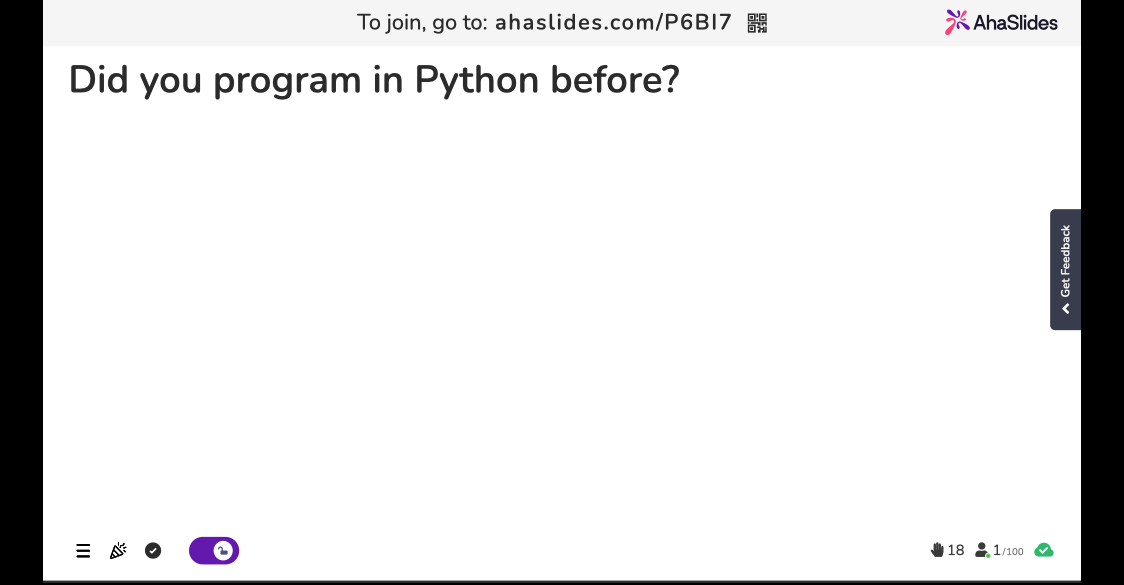 To join, go to: ahaslides.com/P6BI7
AhaSlides
Did you program in Python before?
Get Feedback
18
1/100